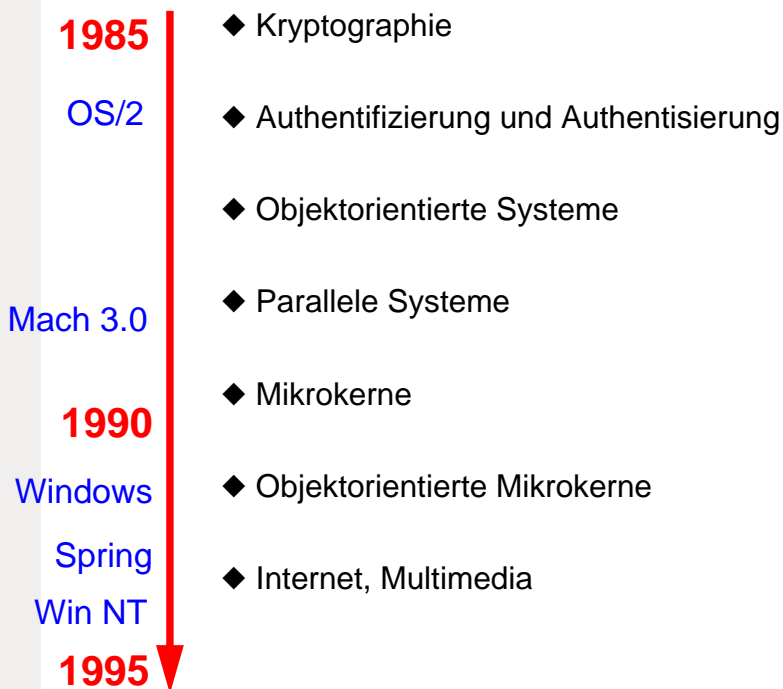 1985
◆ Kryptographie
OS/2
◆ Authentifizierung und Authentisierung
◆ Objektorientierte Systeme
Mach 3.0
◆ Parallele Systeme
1990
◆ Mikrokerne
Windows
◆ Objektorientierte Mikrokerne
Spring
◆ Internet, Multimedia
Win NT
1995